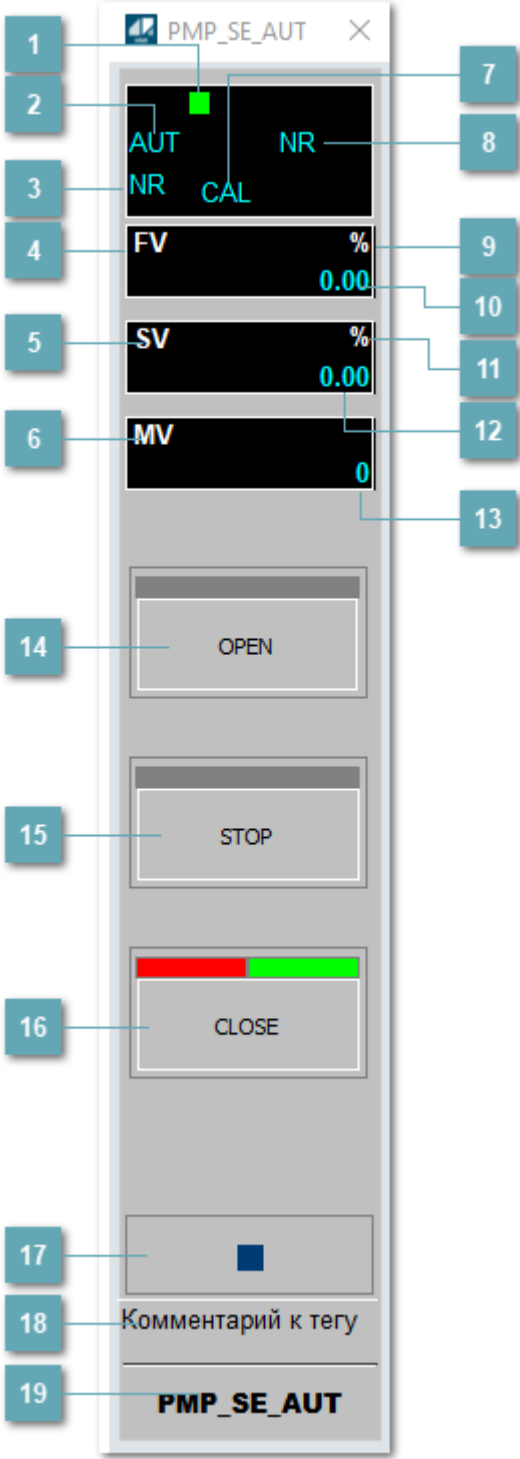 PMP_SE_AUT
1
7
2
AUT
NR
8
3
NR
CAL
4
FV
%
9
0.00
10
5
SV
%
11
0.00
12
6
MV
0
13
14
OPEN
15
STOP
16
CLOSE
17
18
Комментарий к тегу
19
PMP_SE_AUT